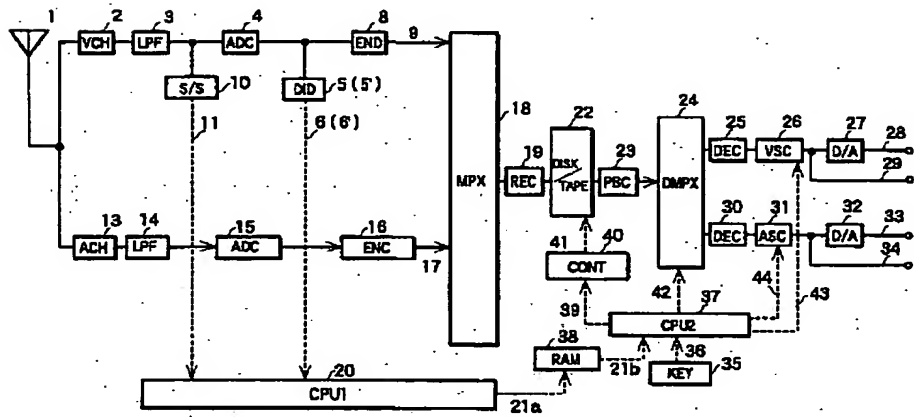 1 2 3 4 8 9
VCH LPF ADC END
S/S 10 DID 5 (5')
11 6 (6')
18 22 24 25 26 27 28
19 23 29
MPX REC DISK TAPE PBC DMPX DEC VSC D/A
13 14 15 16 30 31 32 33
ACH LPF ADC ENC DEC ASC D/A
17 41 40 34
CONT 44 43
42 37
39 CPU2
38
RAM 21b 36
KEY 35
20
CPU1 21a